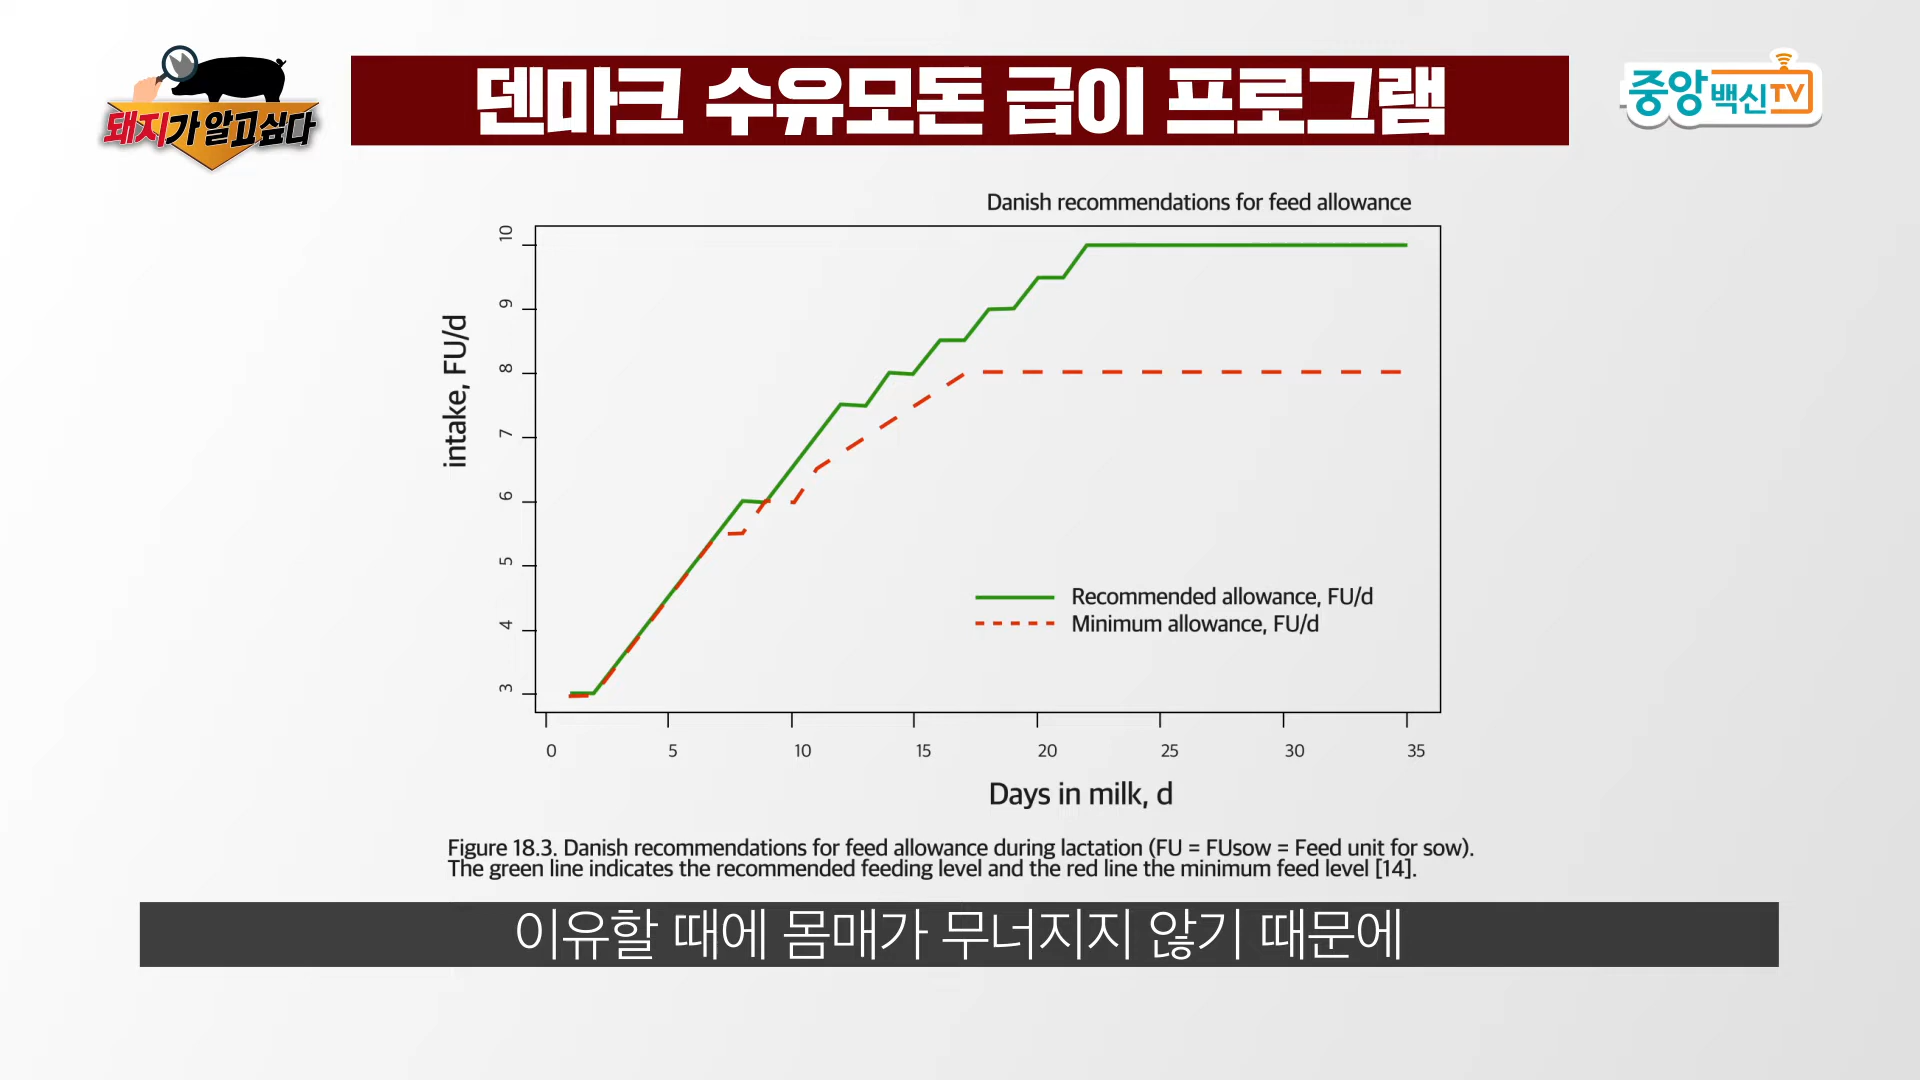 돼지가 알고싶다
덴마크 수유모돈 급이 프로그램
중앙백신TV
Danish recommendations for feed allowance
intake, FU/d
10
9
8
7
6
5
4
3
Recommended allowance, FU/d
Minimum allowance, FU/d
0 5 10 15 20 25 30 35
Days in milk, d
Figure 18.3. Danish recommendations for feed allowance during lactation (FU = FUsow = Feed unit for sow).
The green line indicates the recommended feeding level and the red line the minimum feed level [14].
이유할 때에 몸매가 무너지지 않기 때문에